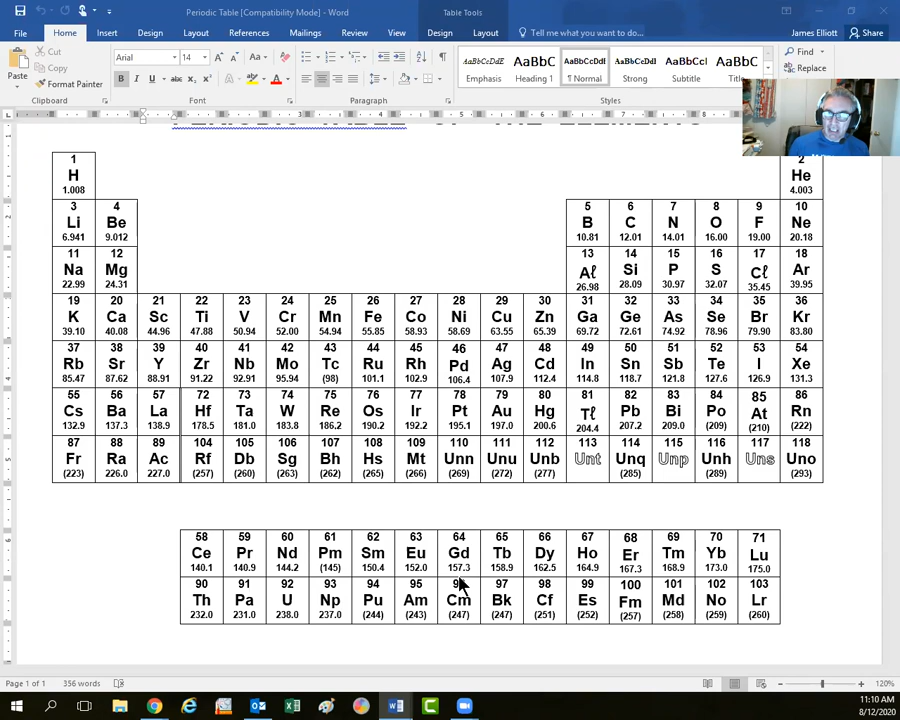 Periodic Table [Compatibility Mode] - Word
Table Tools
File Home Insert Design Layout References Mailings Review View Design Layout Tell me what you want to do... James Elliott Share
Paste
Cut
Copy
Format Painter
Clipboard
Arial 14
Font
Paragraph
AaBbCcDdE AaBbC AaBbCcDdE AaBbCcDdE AaBbCcI AaBbC
Emphasis Heading 1 ¶ Normal Strong Subtitle Title
Styles
Find
Replace
PERIODIC TABLE OF THE ELEMENTS
1 2
H He
1.008 4.003
3 4 5 6 7 8 9 10
Li Be B C N O F Ne
6.941 9.012 10.81 12.01 14.01 16.00 19.00 20.18
11 12 13 14 15 16 17 18
Na Mg Aℓ Si P S Cℓ Ar
22.99 24.31 26.98 28.09 30.97 32.07 35.45 39.95
19 20 21 22 23 24 25 26 27 28 29 30 31 32 33 34 35 36
K Ca Sc Ti V Cr Mn Fe Co Ni Cu Zn Ga Ge As Se Br Kr
39.10 40.08 44.96 47.88 50.94 52.00 54.94 55.85 58.93 58.69 63.55 65.39 69.72 72.61 74.92 78.96 79.90 83.80
37 38 39 40 41 42 43 44 45 46 47 48 49 50 51 52 53 54
Rb Sr Y Zr Nb Mo Tc Ru Rh Pd Ag Cd In Sn Sb Te I Xe
85.47 87.62 88.91 91.22 92.91 95.94 (98) 101.1 102.9 106.4 107.9 112.4 114.8 118.7 121.8 127.6 126.9 131.3
55 56 57 72 73 74 75 76 77 78 79 80 81 82 83 84 85 86
Cs Ba La Hf Ta W Re Os Ir Pt Au Hg Tℓ Pb Bi Po At Rn
132.9 137.3 138.9 178.5 181.0 183.8 186.2 190.2 192.2 195.1 197.0 200.6 204.4 207.2 209.0 (209) (210) (222)
87 88 89 104 105 106 107 108 109 110 111 112 113 114 115 116 117 118
Fr Ra Ac Rf Db Sg Bh Hs Mt Unn Unu Unb Unt Unq Unp Unh Uns Uno
(223) 226.0 227.0 (257) (260) (263) (262) (265) (266) (269) (272) (277) (285) (289) (293)
58 59 60 61 62 63 64 65 66 67 68 69 70 71
Ce Pr Nd Pm Sm Eu Gd Tb Dy Ho Er Tm Yb Lu
140.1 140.9 144.2 (145) 150.4 152.0 157.3 158.9 162.5 164.9 167.3 168.9 173.0 175.0
90 91 92 93 94 95 96 97 98 99 100 101 102 103
Th Pa U Np Pu Am Cm Bk Cf Es Fm Md No Lr
232.0 231.0 238.0 237.0 (244) (243) (247) (247) (251) (252) (257) (258) (259) (260)
Page 1 of 1 356 words 120%
11:10 AM
8/12/2020